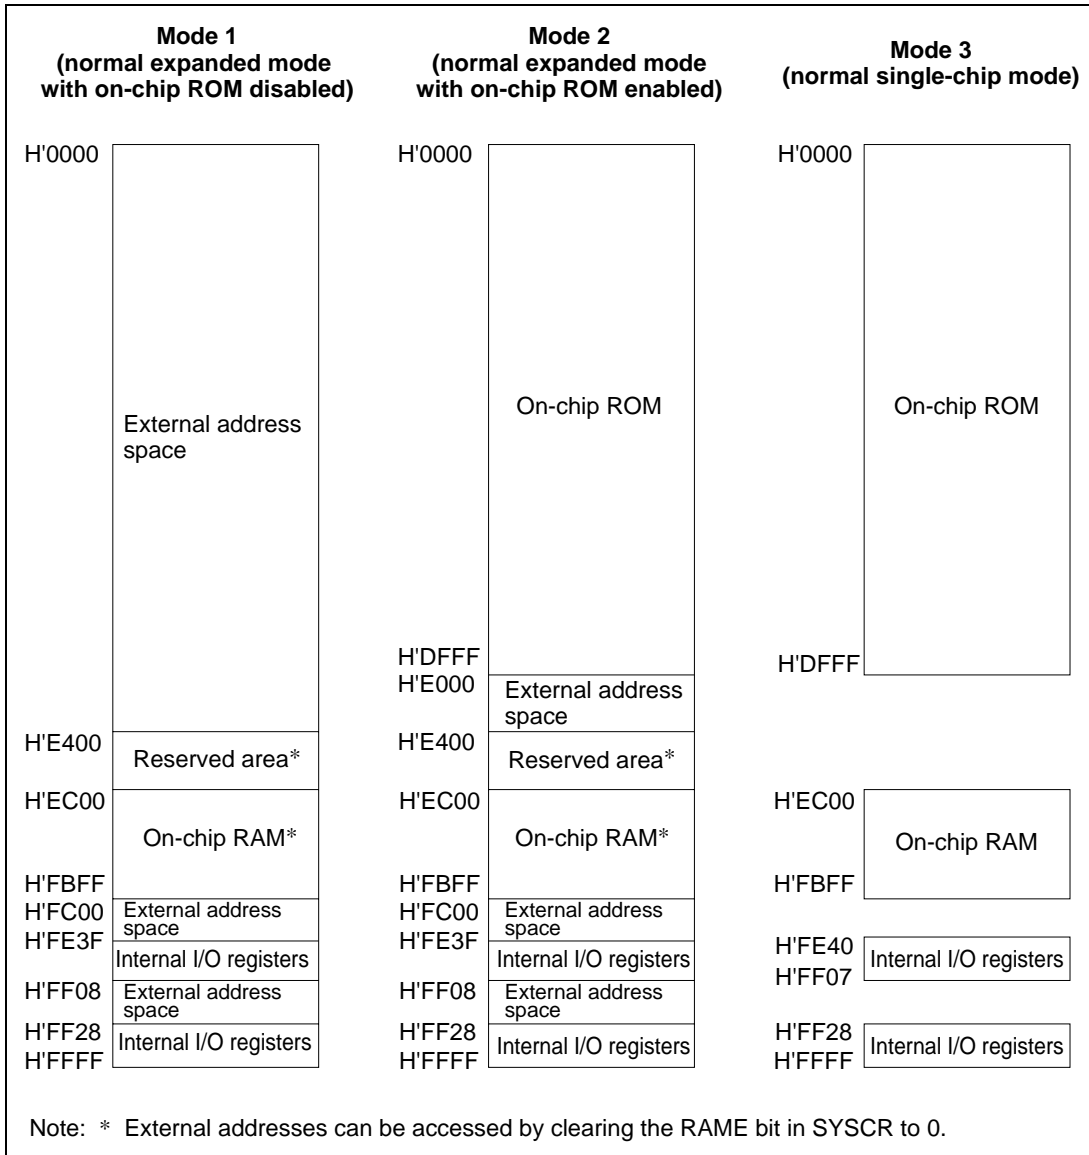 Mode 1
(normal expanded mode
with on-chip ROM disabled)
H'0000
External address
space
H'E400
Reserved area*
H'EC00
On-chip RAM*
H'FBFF
H'FC00
External address
space
H'FE3F
Internal I/O registers
H'FF08
External address
space
H'FF28
Internal I/O registers
H'FFFF
Mode 2
(normal expanded mode
with on-chip ROM enabled)
H'0000
On-chip ROM
H'DFFF
H'E000
External address
space
H'E400
Reserved area*
H'EC00
On-chip RAM*
H'FBFF
H'FC00
External address
space
H'FE3F
Internal I/O registers
H'FF08
External address
space
H'FF28
Internal I/O registers
H'FFFF
Mode 3
(normal single-chip mode)
H'0000
On-chip ROM
H'DFFF
H'EC00
On-chip RAM
H'FBFF
H'FE40
Internal I/O registers
H'FF07
H'FF28
Internal I/O registers
H'FFFF
Note: * External addresses can be accessed by clearing the RAME bit in SYSCR to 0.